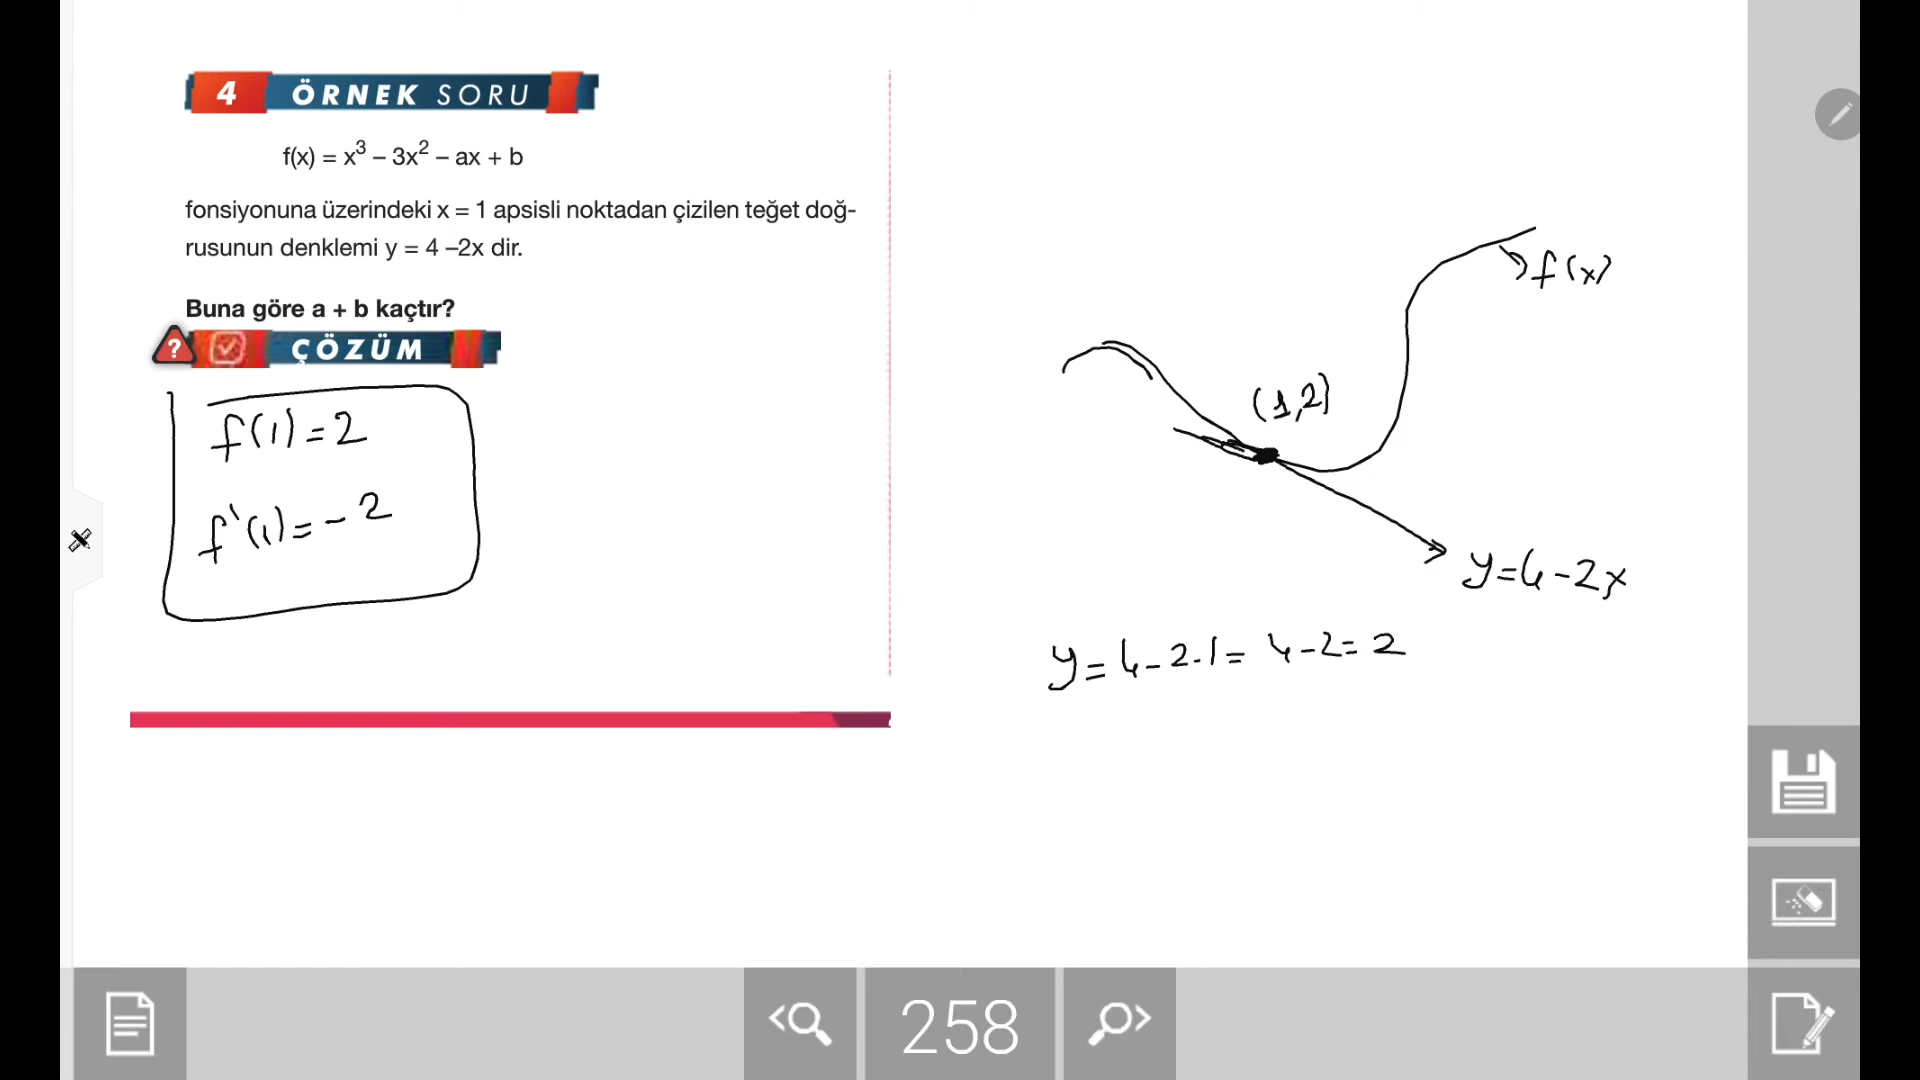 4 ÖRNEK SORU
f(x) = x³ – 3x² – ax + b
fonsiyonuna üzerindeki x = 1 apsisli noktadan çizilen teğet doğ-
rusunun denklemi y = 4 –2x dir.
Buna göre a + b kaçtır?
? ÇÖZÜM
f(1) = 2
f'(1) = - 2
f(x)
(1,2)
y=4-2x
y = 4 - 2.1 = 4 - 2 = 2
258